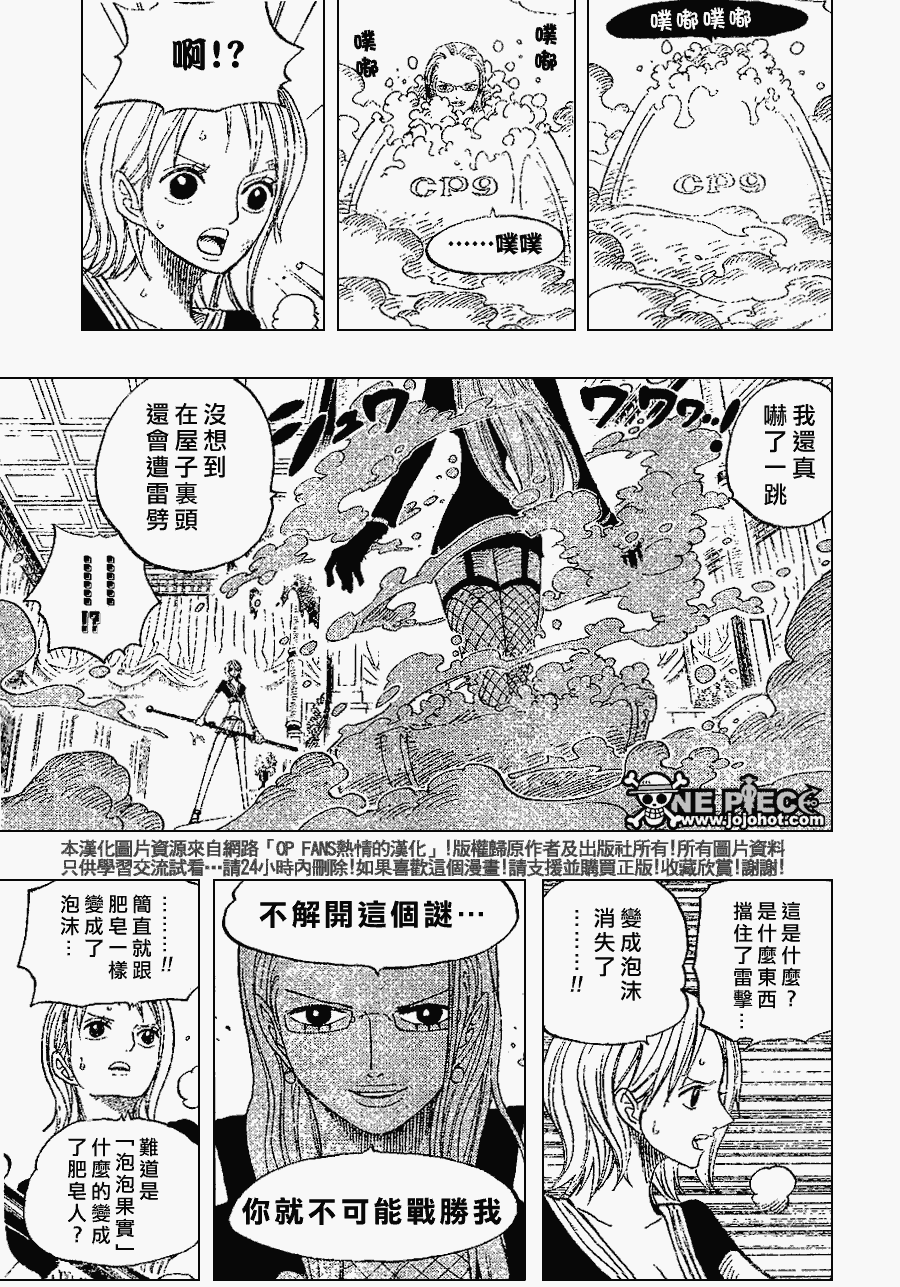 噗嘟噗嘟
CP9
噗
嘟
噗
嘟
CP9
……噗噗
啊!?
我還真
嚇了一跳
ワワワッ…!
ジュワ
沒想到
在屋子裏頭
還會遭雷劈
…………!?
ONE PIECE
www.jojohot.com
本漢化圖片資源來自網路「OP FANS熱情的漢化」!版權歸原作者及出版社所有!所有圖片資料
只供學習交流試看…請24小時內刪除!如果喜歡這個漫畫!請支援並購買正版!收藏欣賞!謝謝!
這是什麼?
是什麼東西
擋住了雷擊
…
變成泡沫
消失了
……!!
不解開這個謎…
你就不可能戰勝我
……!!
簡直就跟
肥皂一樣
變成了
泡沫…
難道是
「泡泡果實」
什麼的變成
了肥皂人?